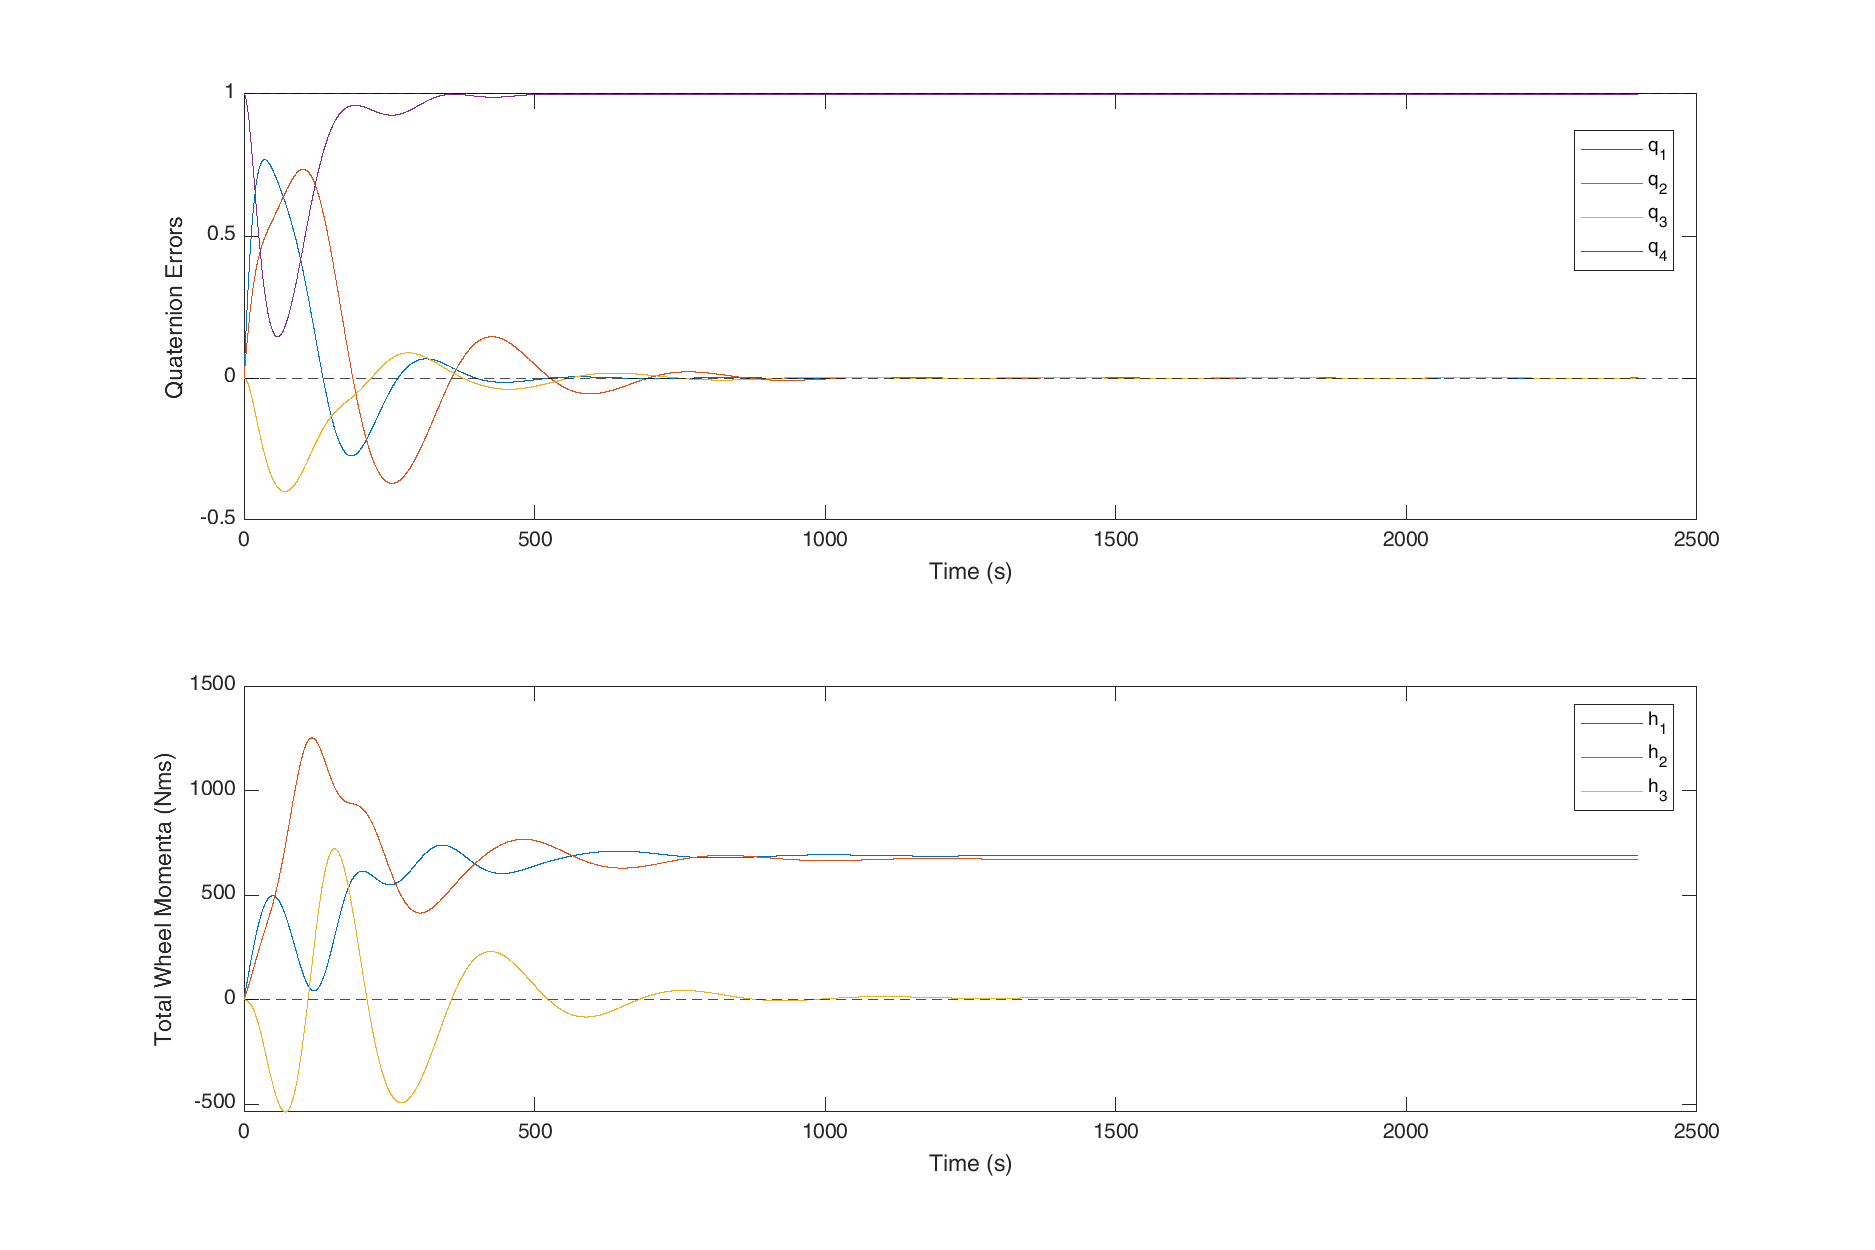 1
0.5
0
-0.5
Quaternion Errors
q1
q2
q3
q4
0 500 1000 1500 2000 2500
Time (s)
1500
1000
500
0
-500
Total Wheel Momenta (Nms)
h1
h2
h3
0 500 1000 1500 2000 2500
Time (s)